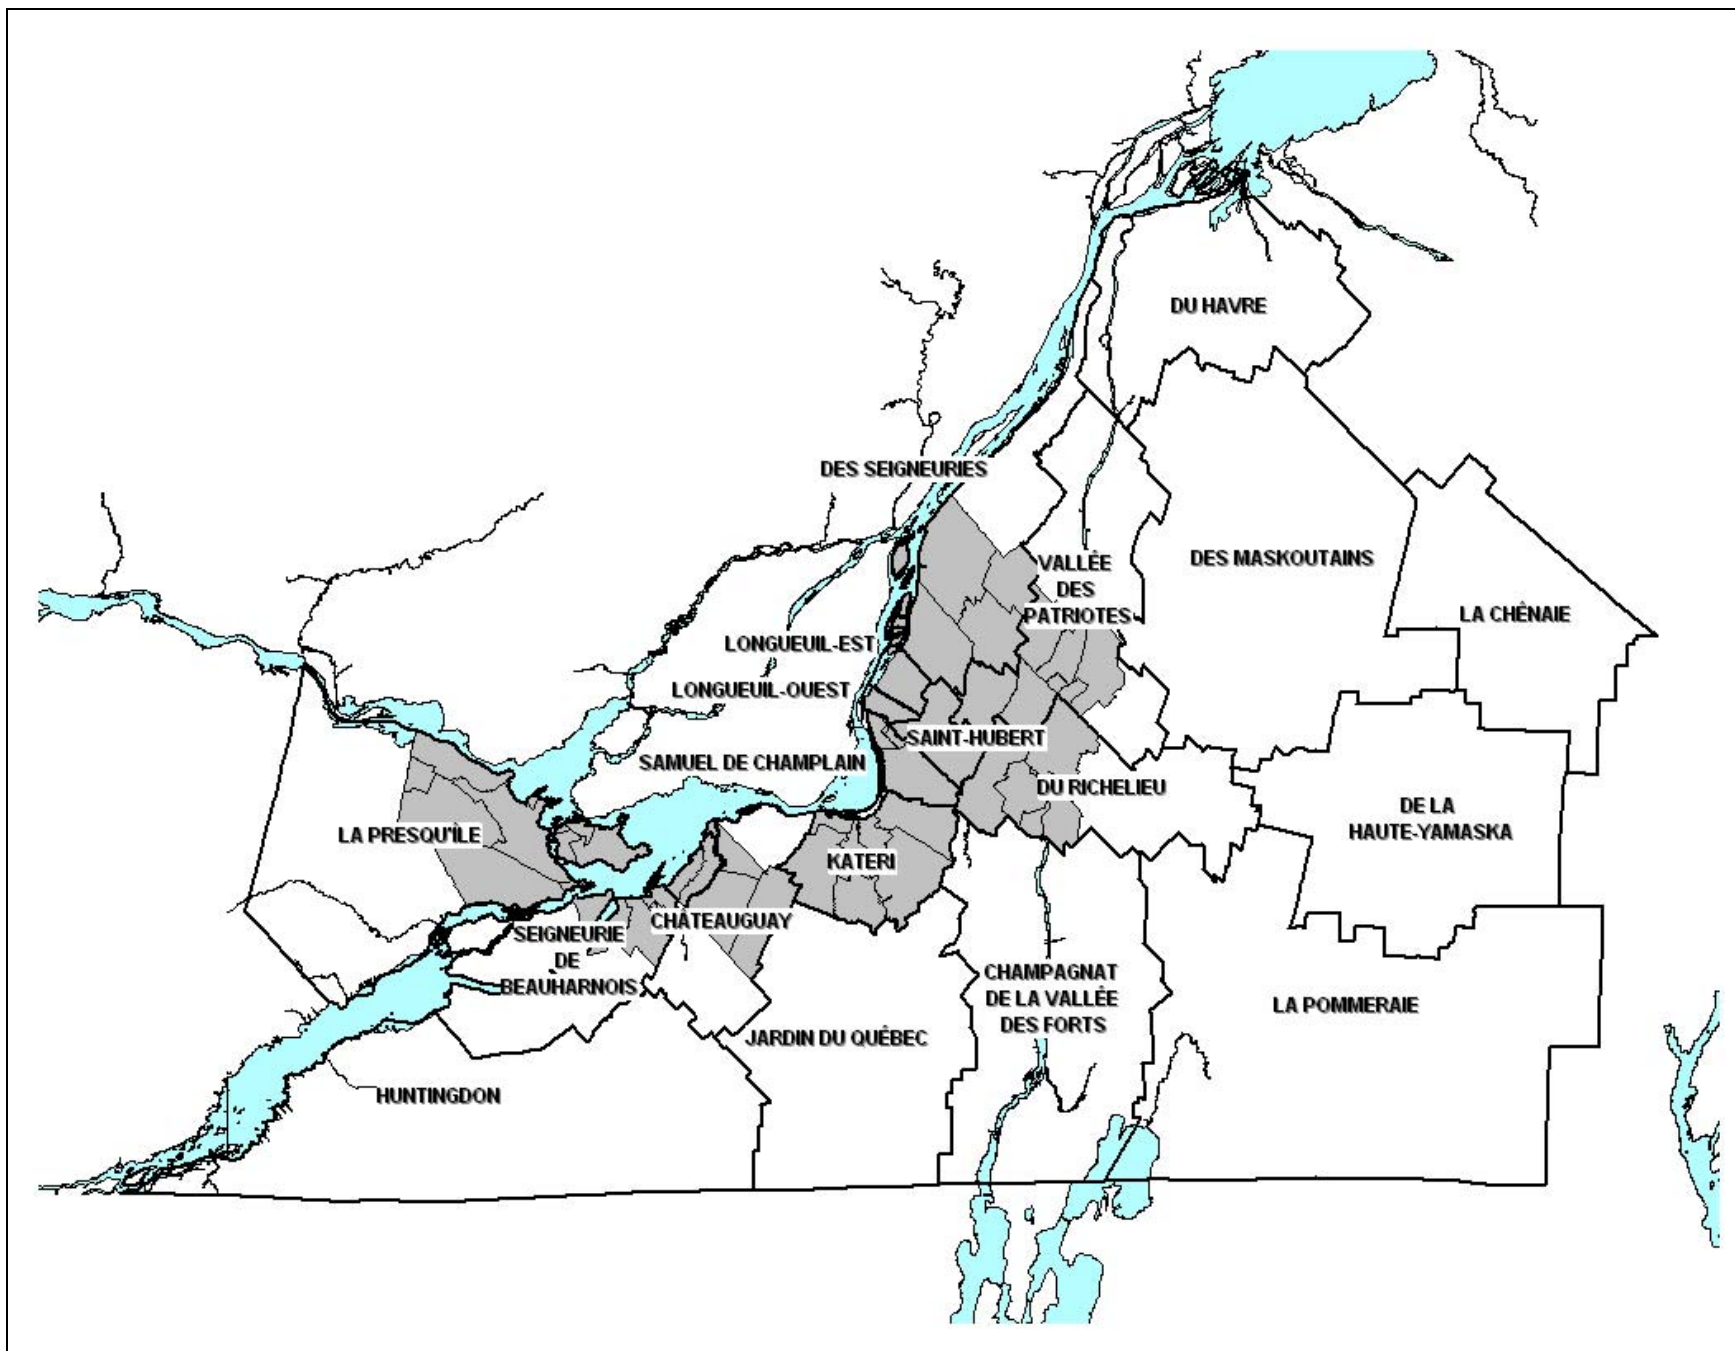 DU HAVRE
DES SEIGNEURIES
VALLÉE
DES
PATRIOTES
DES MASKOUTAINS
LA CHÊNAIE
LONGUEUIL-EST
LONGUEUIL-OUEST
SAINT-HUBERT
SAMUEL DE CHAMPLAIN
DU RICHELIEU
DE LA
HAUTE-YAMASKA
LA PRESQU'ÎLE
KATERI
CHÂTEAUGUAY
SEIGNEURIE
DE
BEAUHARNOIS
CHAMPAGNAT
DE LA VALLÉE
DES FORTS
LA POMMERAIE
JARDIN DU QUÉBEC
HUNTINGDON